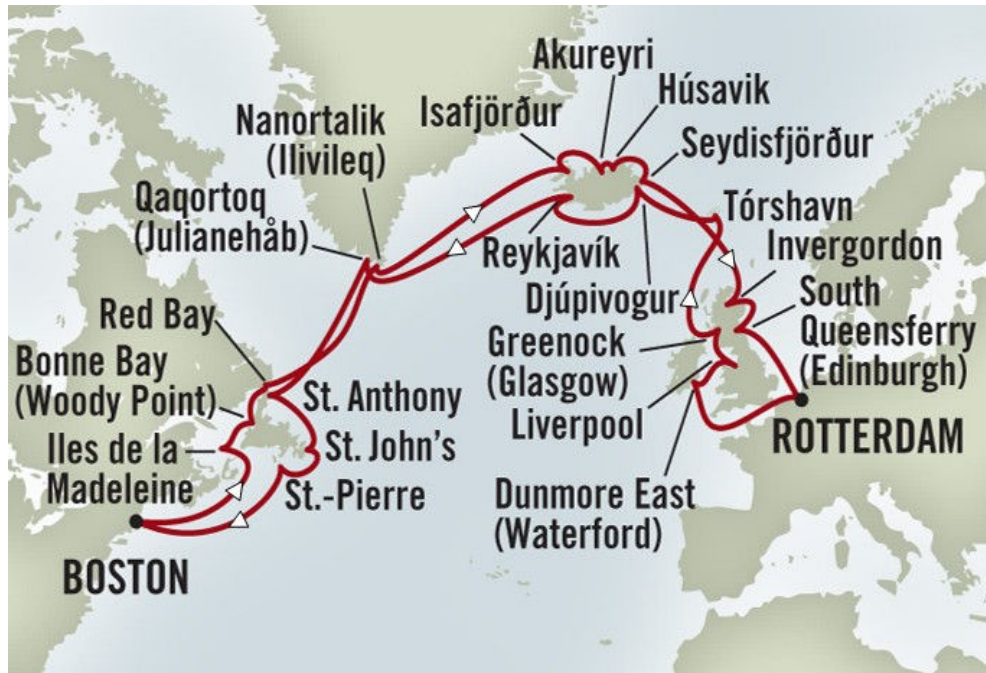 Akureyri
Húsavik
Isafjörður
Nanortalik
(Ilivileq)
Seydisfjörður
Qaqortoq
(Julianehåb)
Tórshavn
Invergordon
Reykjavík
Djúpivogur
South
Queensferry
(Edinburgh)
Red Bay
Greenock
(Glasgow)
Bonne Bay
(Woody Point)
St. Anthony
Liverpool
ROTTERDAM
Iles de la
Madeleine
St. John's
St.-Pierre
Dunmore East
(Waterford)
BOSTON